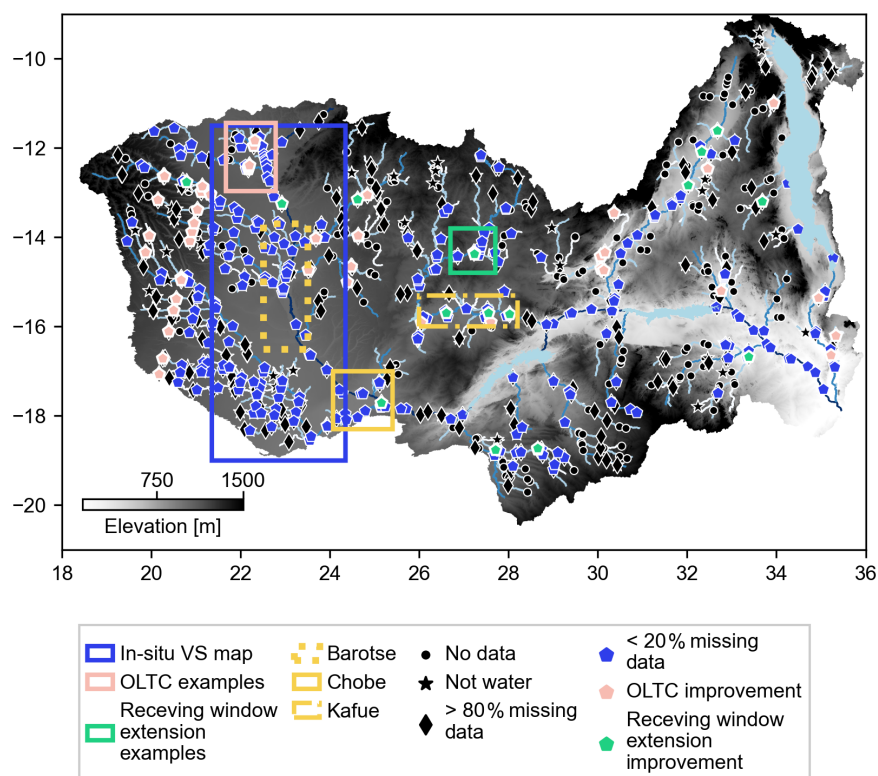 −10
−12
−14
−16
−18
−20
750 1500
Elevation [m]
18 20 22 24 26 28 30 32 34 36
In-situ VS map
OLTC examples
Receving window
extension
examples
Barotse
Chobe
Kafue
No data
Not water
> 80% missing
data
< 20% missing
data
OLTC improvement
Receving window
extension
improvement